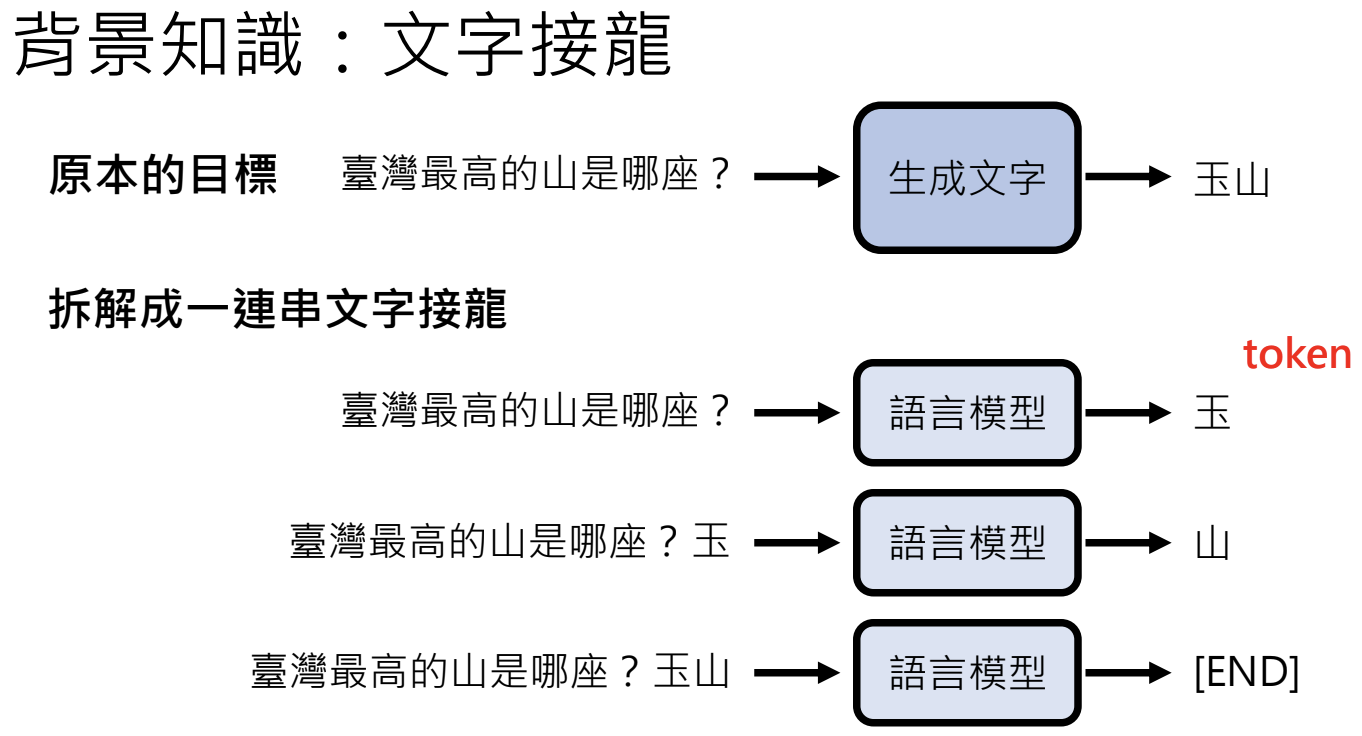 背景知識：文字接龍
原本的目標 臺灣最高的山是哪座？ 生成文字 玉山
拆解成一連串文字接龍
token
臺灣最高的山是哪座？ 語言模型 玉
臺灣最高的山是哪座？玉 語言模型 山
臺灣最高的山是哪座？玉山 語言模型 [END]